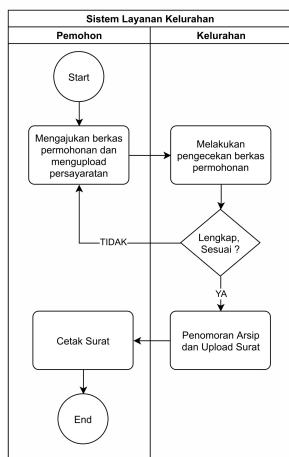 Sistem Layanan Kelurahan
Pemohon
Kelurahan
Start
Mengajukan berkas
permohonan dan
mengupload
persayaratan
Melakukan
pengecekan berkas
permohonan
Lengkap,
Sesuai ?
TIDAK
YA
Penomoran Arsip
dan Upload Surat
Cetak Surat
End